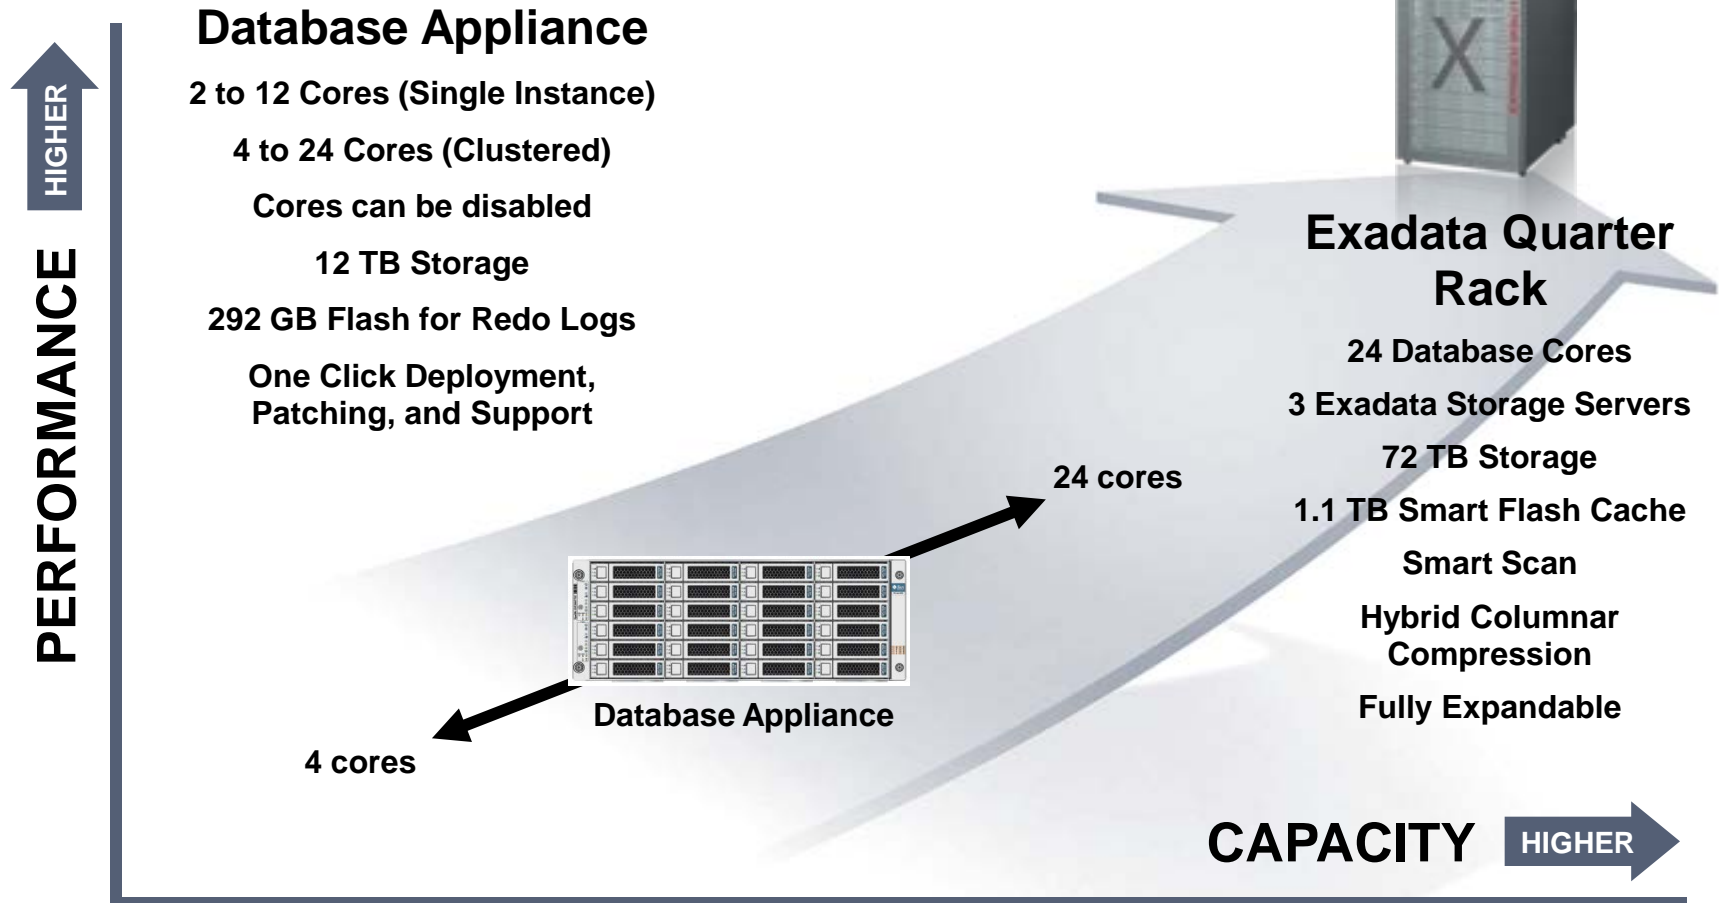 Database Appliance
2 to 12 Cores (Single Instance)
4 to 24 Cores (Clustered)
Cores can be disabled
12 TB Storage
292 GB Flash for Redo Logs
One Click Deployment,
Patching, and Support
HIGHER
PERFORMANCE
X
Exadata Quarter
Rack
24 Database Cores
3 Exadata Storage Servers
72 TB Storage
1.1 TB Smart Flash Cache
Smart Scan
Hybrid Columnar
Compression
Fully Expandable
24 cores
Database Appliance
4 cores
CAPACITY
HIGHER